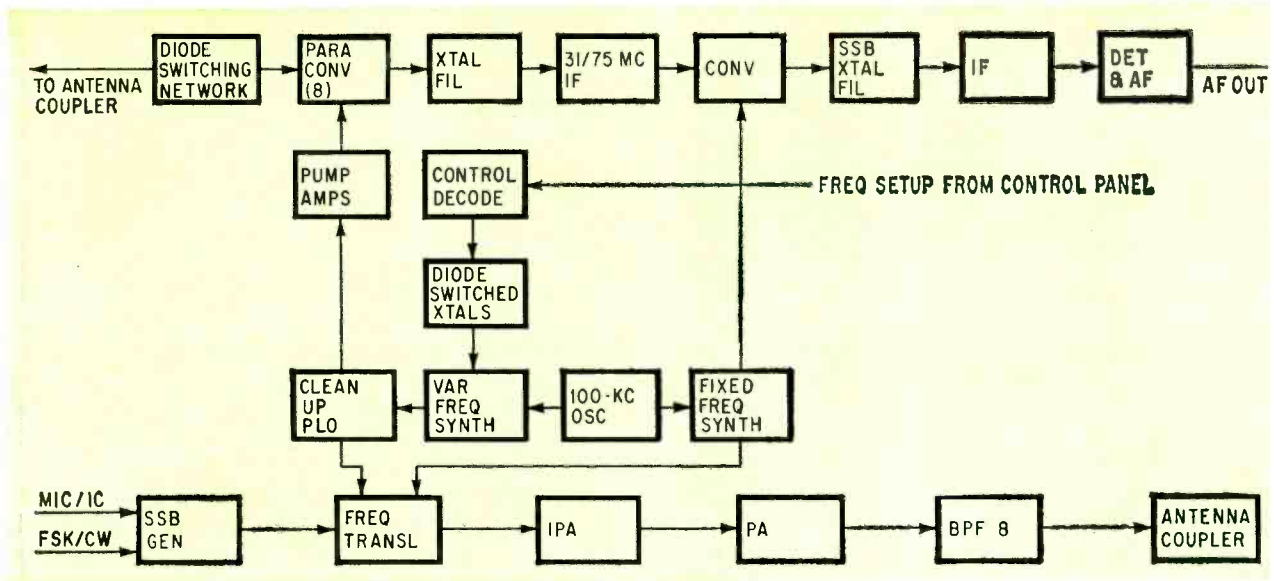 DIODE
SWITCHING
NETWORK
PARA
CONV
(8)
XTAL
FIL
31/75 MC
IF
CONV
SSB
XTAL
FIL
IF
DET
& AF
TO ANTENNA
COUPLER
AF OUT
PUMP
AMPS
CONTROL
DECODE
FREQ SETUP FROM CONTROL PANEL
DIODE
SWITCHED
XTALS
CLEAN
UP
PLO
VAR
FREQ
SYNTH
100-KC
OSC
FIXED
FREQ
SYNTH
MIC/IC
FSK/CW
SSB
GEN
FREQ
TRANSL
IPA
PA
BPF 8
ANTENNA
COUPLER